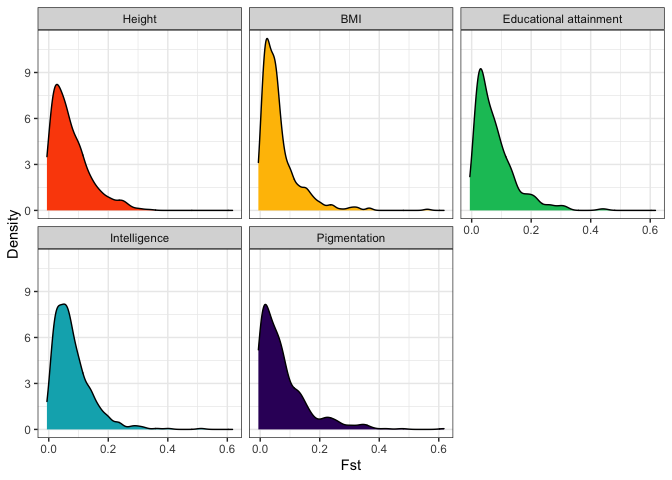 Height
BMI
Educational attainment
9
6
3
0
0.0 0.2 0.4 0.6
Density
Intelligence
Pigmentation
9
6
3
0
0.0 0.2 0.4 0.6
0.0 0.2 0.4 0.6
Fst